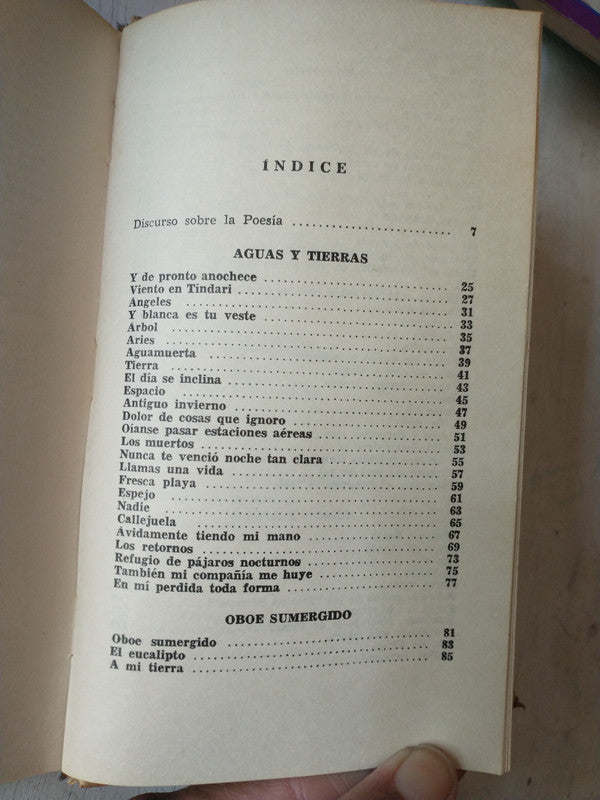 ÍNDICE
Discurso sobre la Poesía ........................ 7
AGUAS Y TIERRAS
Y de pronto anochece ........................ 25
Viento en Tíndari ........................ 27
Ángeles ........................ 31
Y blanca es tu veste ........................ 33
Árbol ........................ 35
Aries ........................ 37
Aguamuerta ........................ 39
Tierra ........................ 41
El día se inclina ........................ 43
Espacio ........................ 45
Antiguo invierno ........................ 47
Dolor de cosas que ignoro ........................ 49
Oíanse pasar estaciones aéreas ........................ 51
Los muertos ........................ 53
Nunca te venció noche tan clara ........................ 55
Llamas una vida ........................ 57
Fresca playa ........................ 59
Espejo ........................ 61
Nadie ........................ 63
Callejuela ........................ 65
Ávidamente tiendo mi mano ........................ 67
Los retornos ........................ 69
Refugio de pájaros nocturnos ........................ 73
También mi compañía me huye ........................ 75
En mí perdida toda forma ........................ 77
OBOE SUMERGIDO
Oboe sumergido ........................ 81
El eucalipto ........................ 83
A mi tierra ........................ 85